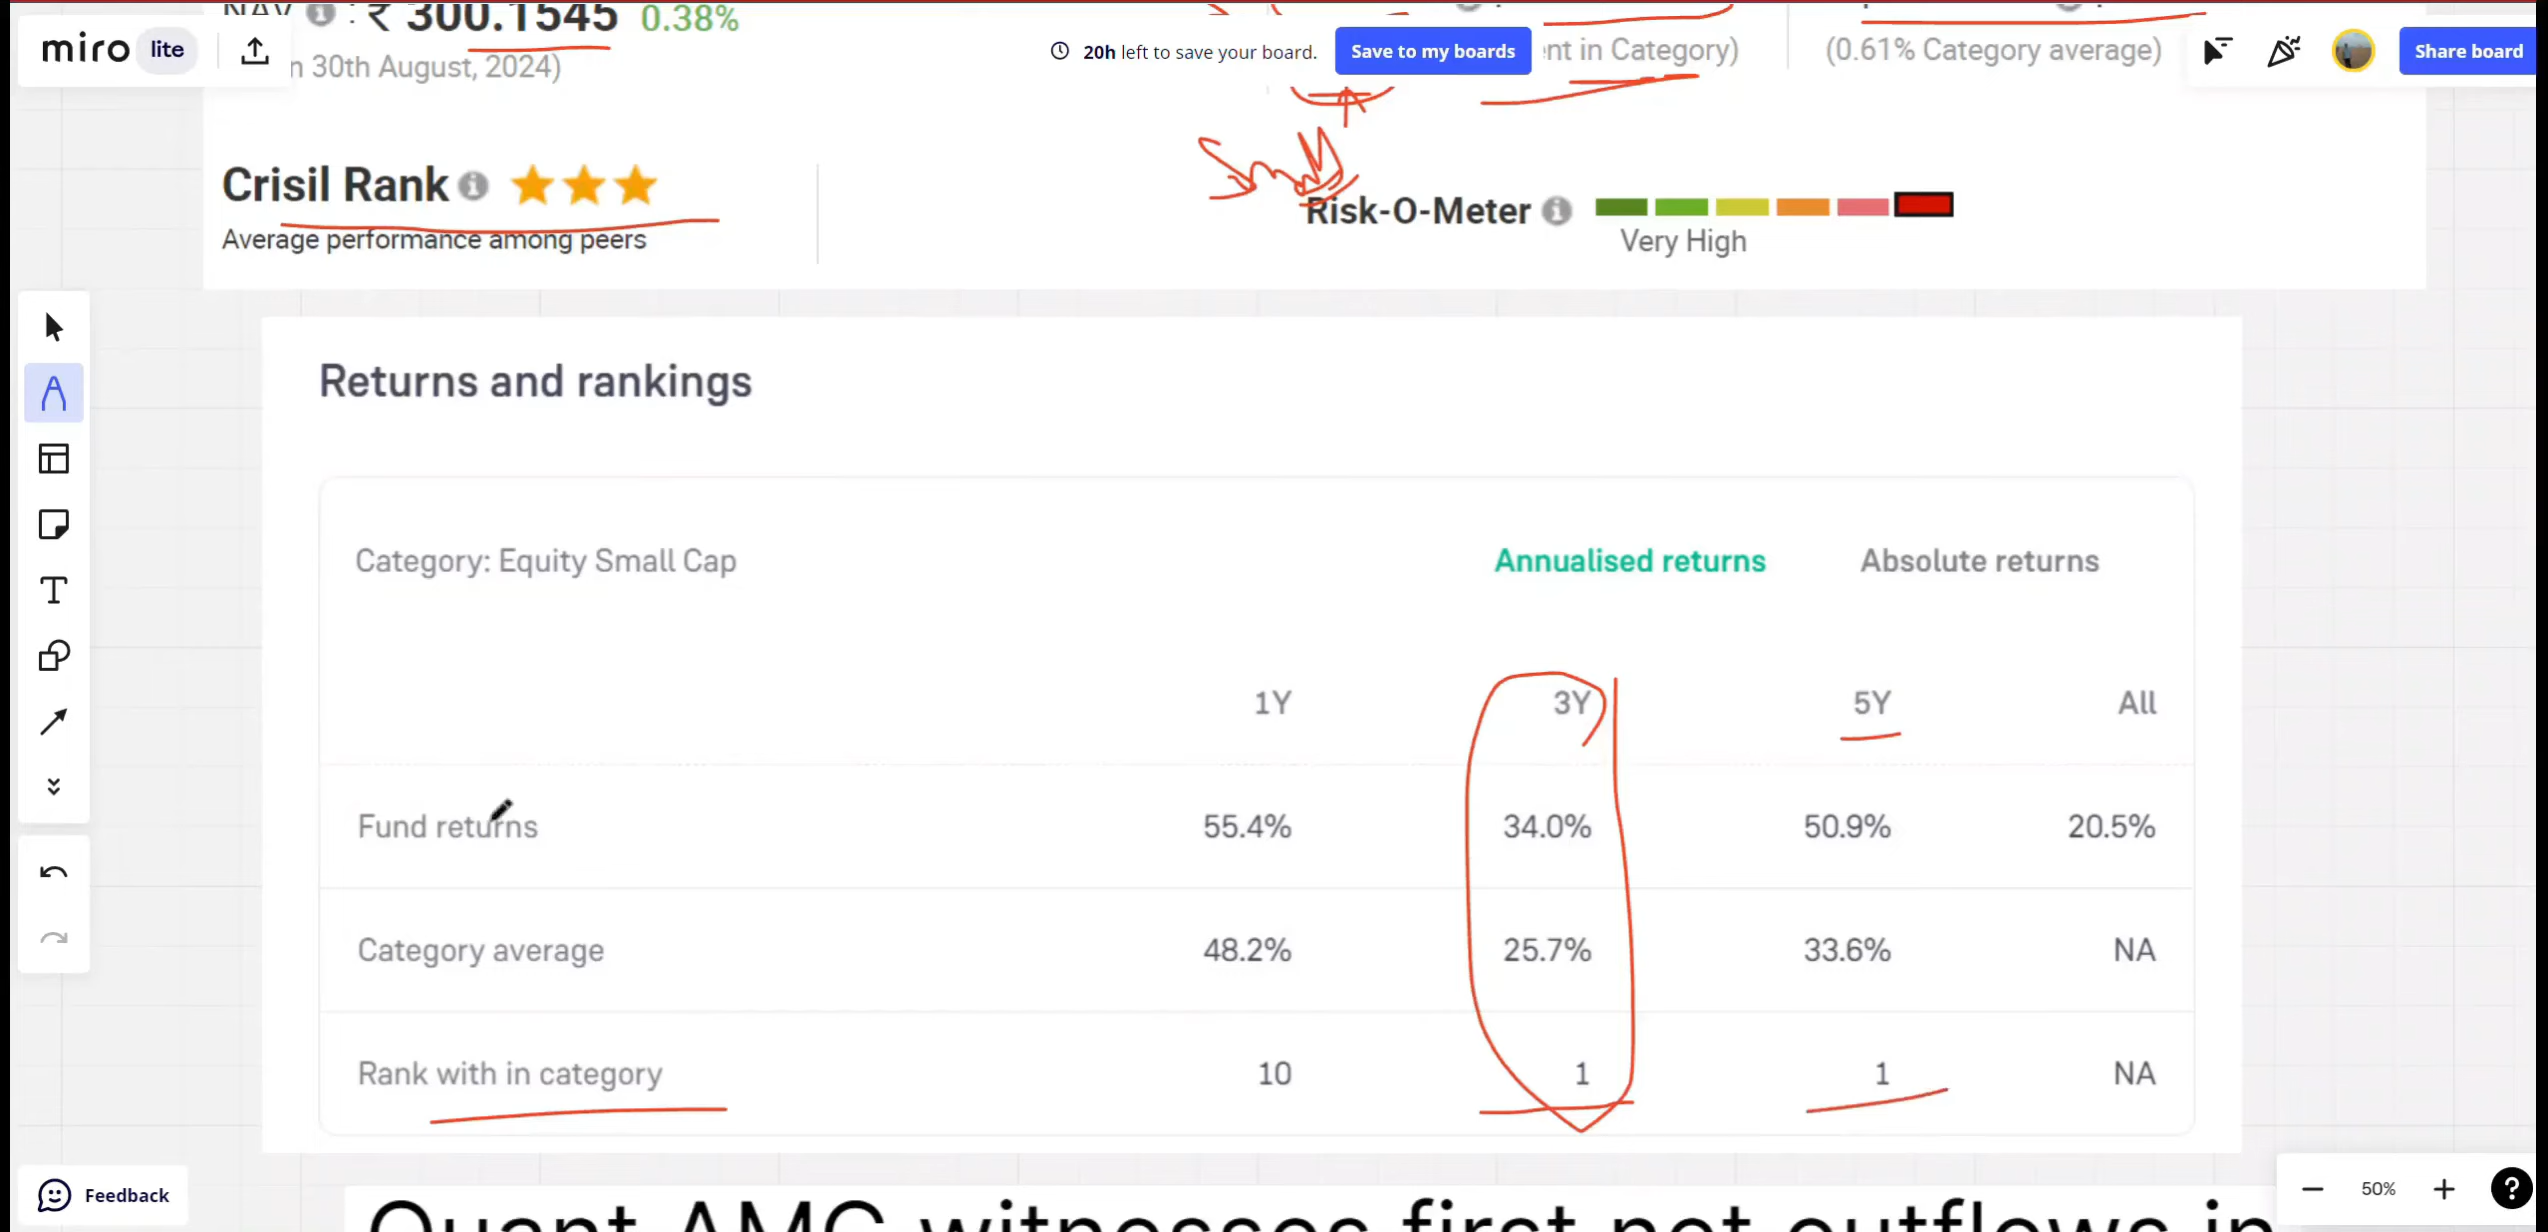 NAV : ₹ 300.1545 0.38%
miro lite
20h left to save your board.
Save to my boards
nt in Category)
(0.61% Category average)
Share board
n 30th August, 2024)
Small
Crisil Rank
Average performance among peers
Risk-O-Meter
Very High
Returns and rankings
Category: Equity Small Cap Annualised returns Absolute returns
1Y 3Y 5Y All
Fund returns 55.4% 34.0% 50.9% 20.5%
Category average 48.2% 25.7% 33.6% NA
Rank with in category 10 1 1 NA
Feedback
50%
Quant AMC witnesses first net outflows in